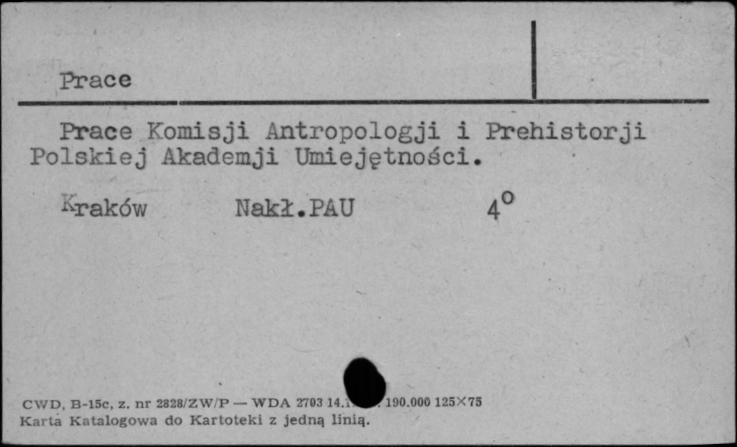 Prace
Prace Komisji Antropologji i Prehistorji
Polskiej Akademji Umiejętności.
Kraków Nakł.PAU 4°
CWD, B-15c, z. nr 2828/ZW/P — WDA 2703 190.000 125×75
Karta Katalogowa do Kartoteki z jedną linią.